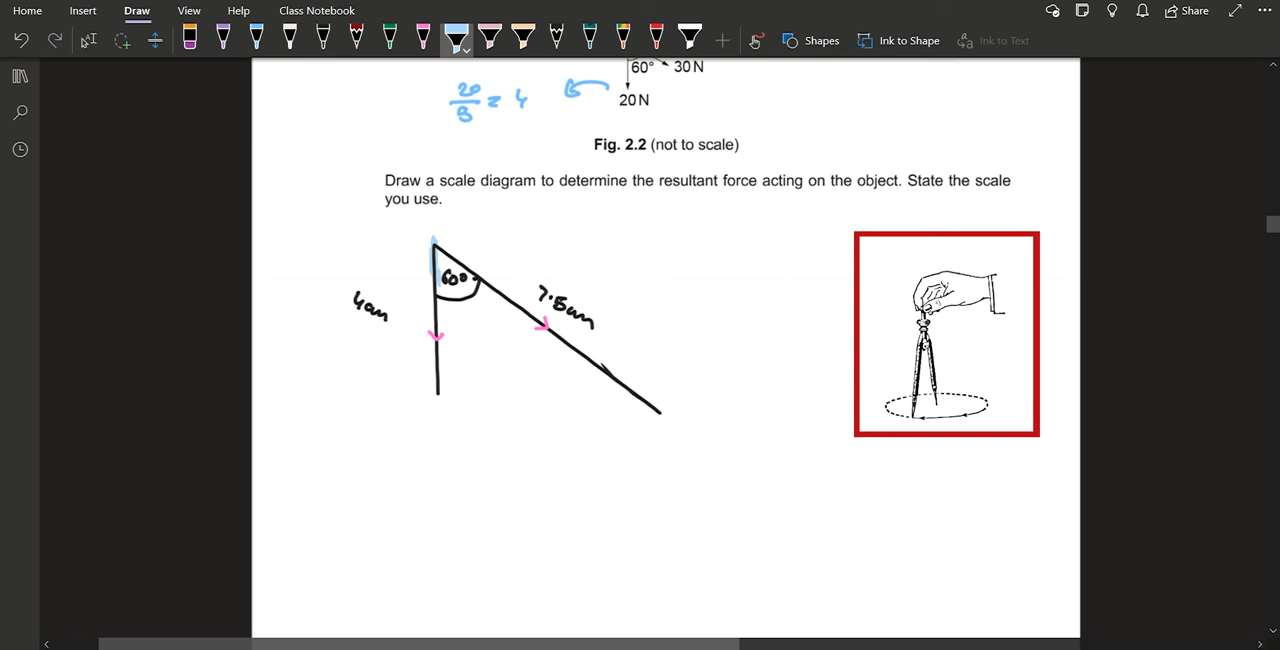 Home Insert Draw View Help Class Notebook Share
Shapes Ink to Shape Ink to Text
60° 30 N
20 = 4
5
20 N
Fig. 2.2 (not to scale)
Draw a scale diagram to determine the resultant force acting on the object. State the scale
you use.
60°
7.5cm
4cm